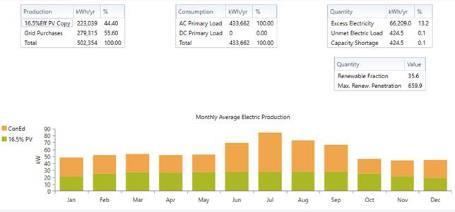 Production kWh/yr %
16.5%Eff PV Copy 223,039 44.40
Grid Purchases 279,315 55.60
Total 502,354 100.00
Consumption kWh/yr %
AC Primary Load 433,662 100.00
DC Primary Load 0 0.00
Total 433,662 100.00
Quantity kWh/yr %
Excess Electricity 66,209.0 13.2
Unmet Electric Load 424.5 0.1
Capacity Shortage 424.5 0.1
Quantity Value
Renewable Fraction 35.6
Max. Renew. Penetration 659.9
Monthly Average Electric Production
ConEd
16.5% PV
kW
90
80
70
60
50
40
30
20
10
0
Jan Feb Mar Apr May Jun Jul Aug Sep Oct Nov Dec